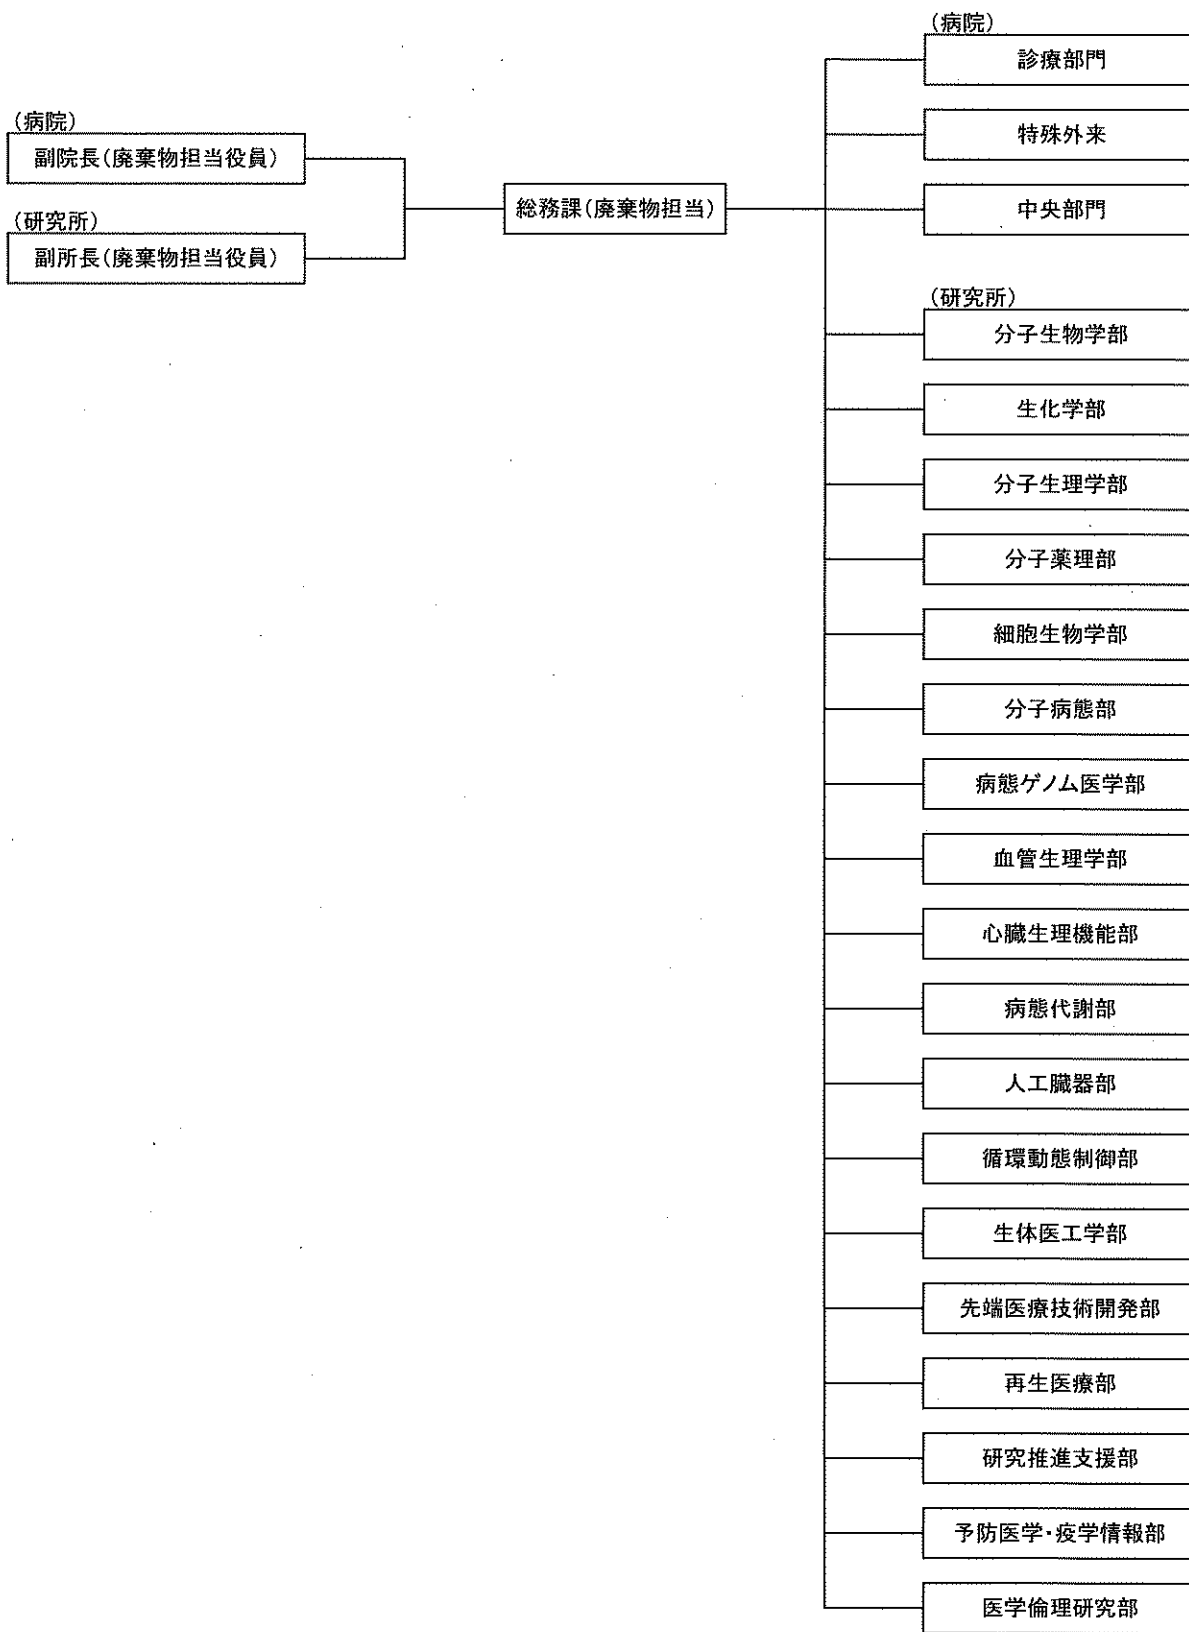 (病院)
副院長(廃棄物担当役員)
(研究所)
副所長(廃棄物担当役員)
総務課(廃棄物担当)
(病院)
診療部門
特殊外来
中央部門
(研究所)
分子生物学部
生化学部
分子生理学部
分子薬理部
細胞生物学部
分子病態部
病態ゲノム医学部
血管生理学部
心臓生理機能部
病態代謝部
人工臓器部
循環動態制御部
生体医工学部
先端医療技術開発部
再生医療部
研究推進支援部
予防医学・疫学情報部
医学倫理研究部